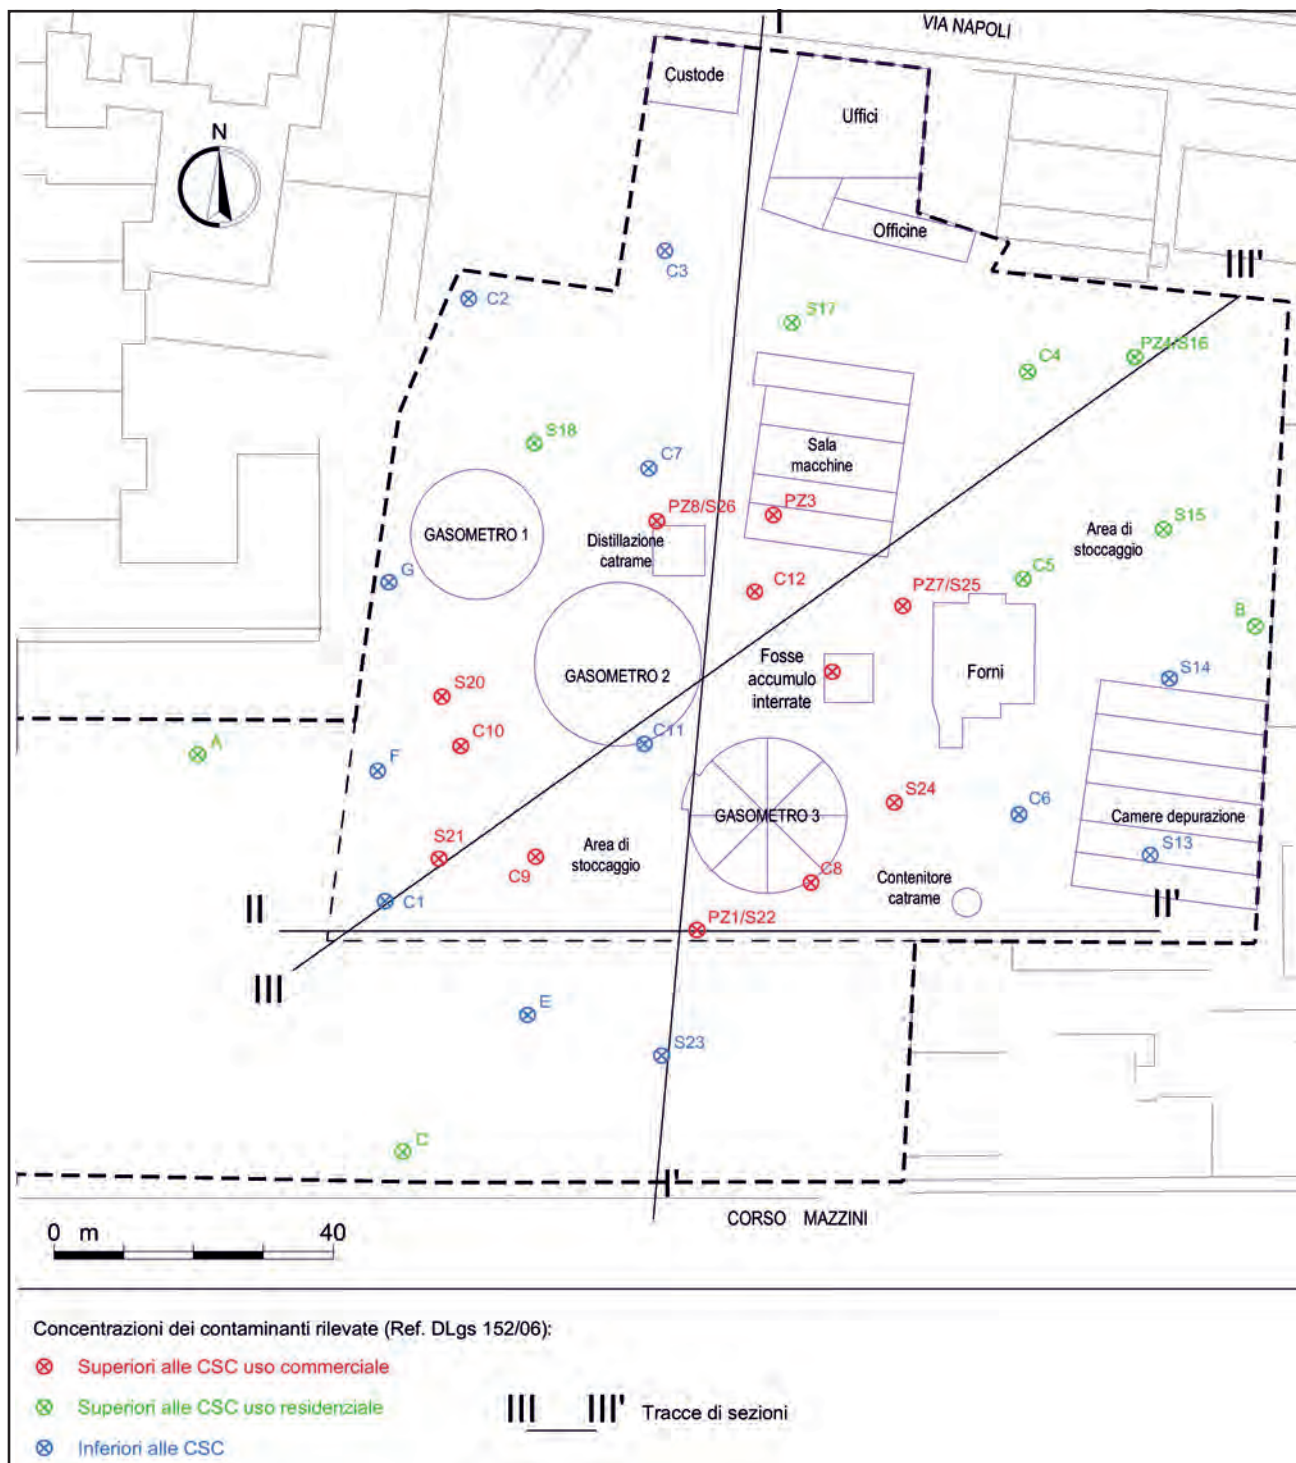 I
VIA NAPOLI
Custode
Uffici
N
Officine
C3
III'
C2
S17
PZ4/S16
C4
S18
C7
Sala
macchine
PZ8/S26
PZ3
S15
Area di
stoccaggio
GASOMETRO 1
Distillazione
catrame
C5
G
C12
PZ7/S25
B
Fosse
accumulo
interrate
S14
GASOMETRO 2
Forni
S20
C10
C11
A
F
S24
C6
GASOMETRO 3
Camere depurazione
S21
Area di
stoccaggio
S13
C9
C8
Contenitore
catrame
C1
II
II'
PZ1/S22
III
E
S23
I'
CORSO MAZZINI
0 m 40
Concentrazioni dei contaminanti rilevate (Ref. DLgs 152/06):
Superiori alle CSC uso commerciale
Superiori alle CSC uso residenziale
III III' Tracce di sezioni
Inferiori alle CSC